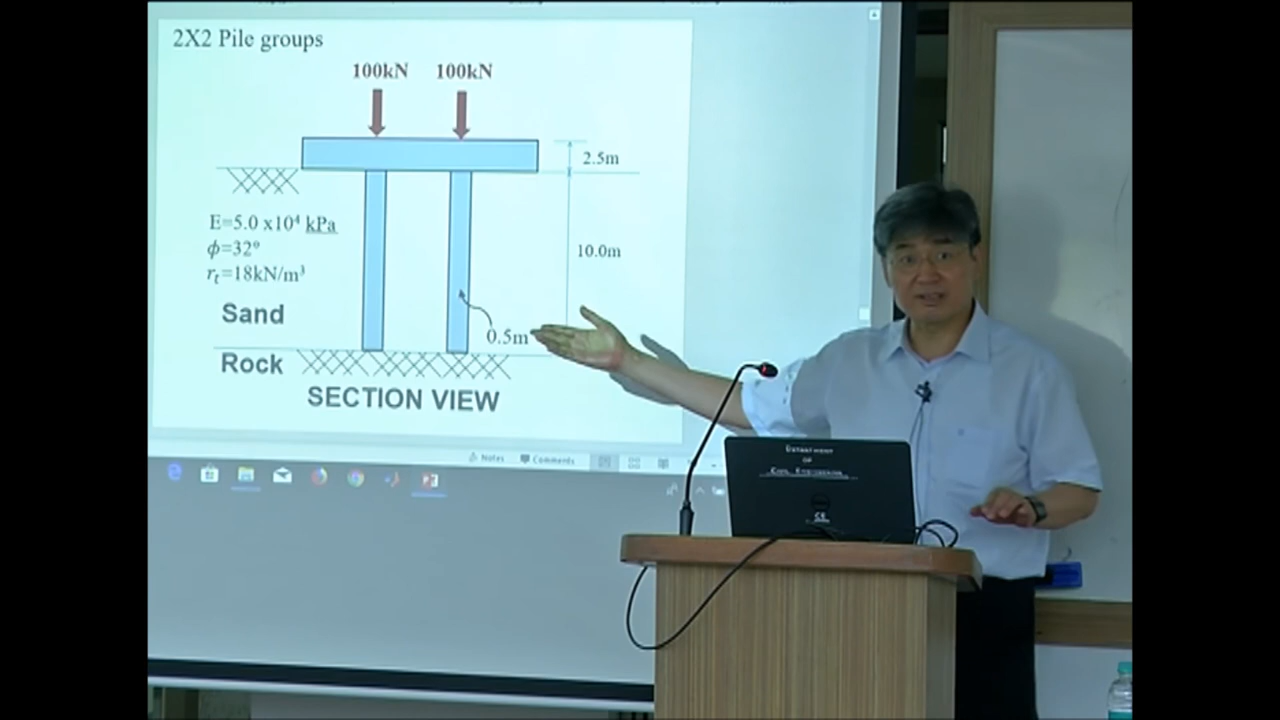 2X2 Pile groups
100kN 100kN
2.5m
E=5.0 x10⁴ kPa
ϕ=32°
r_t=18kN/m³
10.0m
Sand
0.5m
Rock
SECTION VIEW
Notes Comments